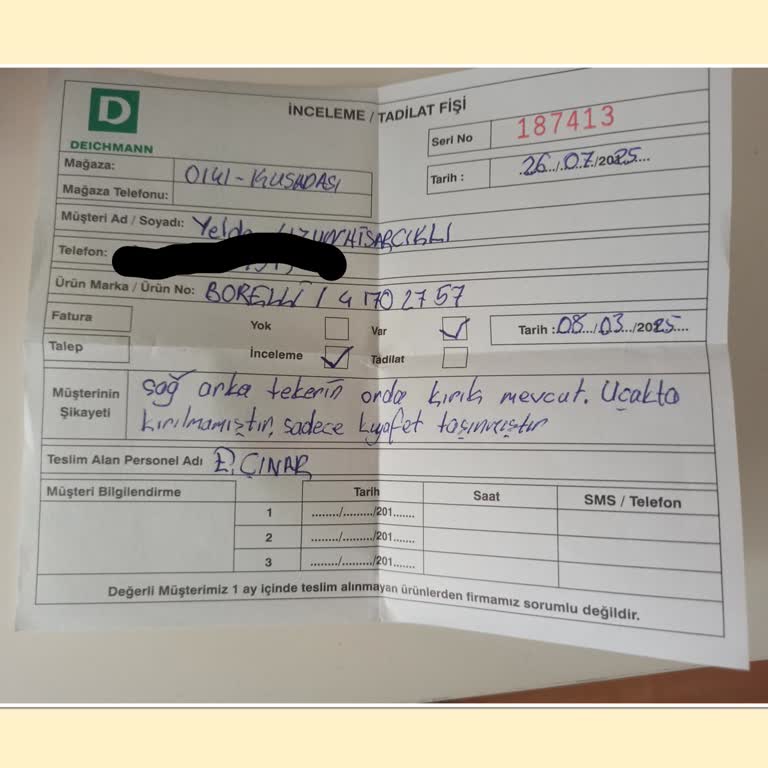 D
DEICHMANN
İNCELEME / TADİLAT FİŞİ
Seri No 187413
Mağaza: 0141-KUSADASI
Mağaza Telefonu:
Tarih : 26/07/2025
Müşteri Ad / Soyadı: Yelda UZUNHİSARCIKLI
Telefon:
Ürün Marka / Ürün No: BORELLİ / 4 170 27 57
Fatura Yok Var ✓ Tarih : 08/03/2025
Talep İnceleme ✓ Tadilat
Müşterinin Şikayeti
sağ arka tekerin orda kırık mevcut. Uçakta
kırılmamıştır, sadece kıyafet taşınmıştır
Teslim Alan Personel Adı E. ÇINAR
Müşteri Bilgilendirme Tarih Saat SMS / Telefon
1 ......../........./201.......
2 ......../........./201.......
3 ......../........./201.......
Değerli Müşterimiz 1 ay içinde teslim alınmayan ürünlerden firmamız sorumlu değildir.